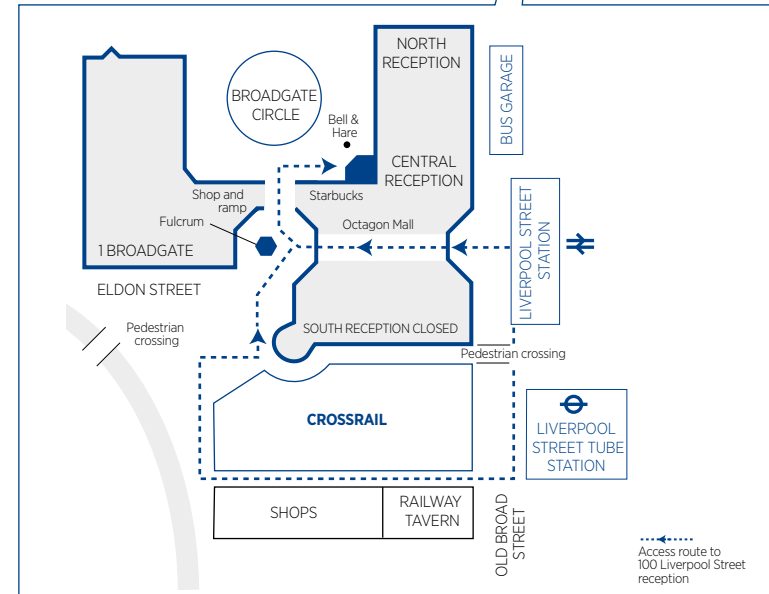 NORTH
RECEPTION
BROADGATE
CIRCLE
Bell &
Hare
BUS GARAGE
CENTRAL
RECEPTION
Shop and
ramp
Starbucks
Fulcrum
Octagon Mall
LIVERPOOL STREET
STATION
1 BROADGATE
ELDON STREET
Pedestrian
crossing
SOUTH RECEPTION CLOSED
Pedestrian crossing
CROSSRAIL
LIVERPOOL
STREET TUBE
STATION
SHOPS
RAILWAY
TAVERN
OLD BROAD
STREET
Access route to
100 Liverpool Street
reception